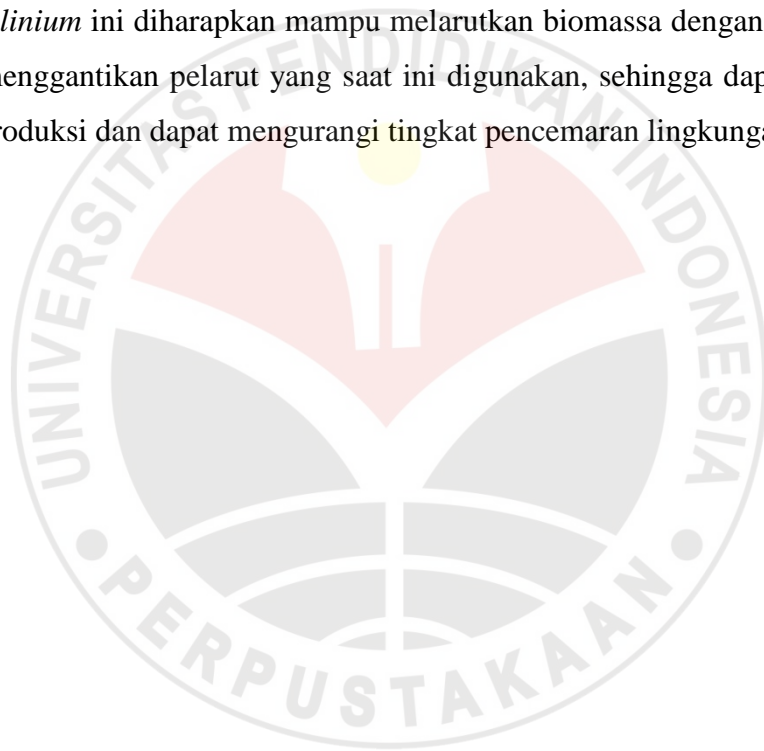 linium ini diharapkan mampu melarutkan biomassa dengan
menggantikan pelarut yang saat ini digunakan, sehingga dap
roduksi dan dapat mengurangi tingkat pencemaran lingkunga
UNIVERSITAS PENDIDIKAN INDONESIA
PERPUSTAKAAN